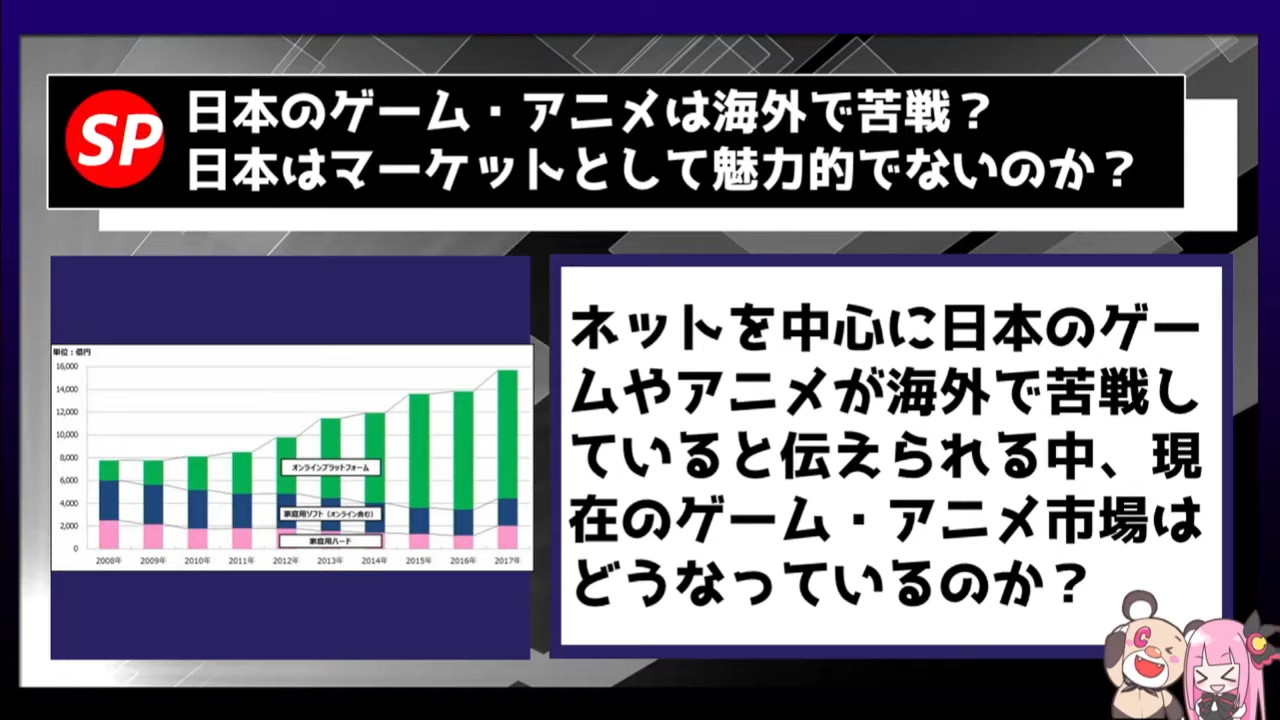 SP
日本のゲーム・アニメは海外で苦戦？
日本はマーケットとして魅力的でないのか？
単位：億円
16,000
14,000
12,000
10,000
8,000
6,000
4,000
2,000
0
オンラインプラットフォーム
家庭用ソフト（オンライン含む）
家庭用ハード
2008年 2009年 2010年 2011年 2012年 2013年 2014年 2015年 2016年 2017年
ネットを中心に日本のゲー
ムやアニメが海外で苦戦し
ていると伝えられる中、現
在のゲーム・アニメ市場は
どうなっているのか？